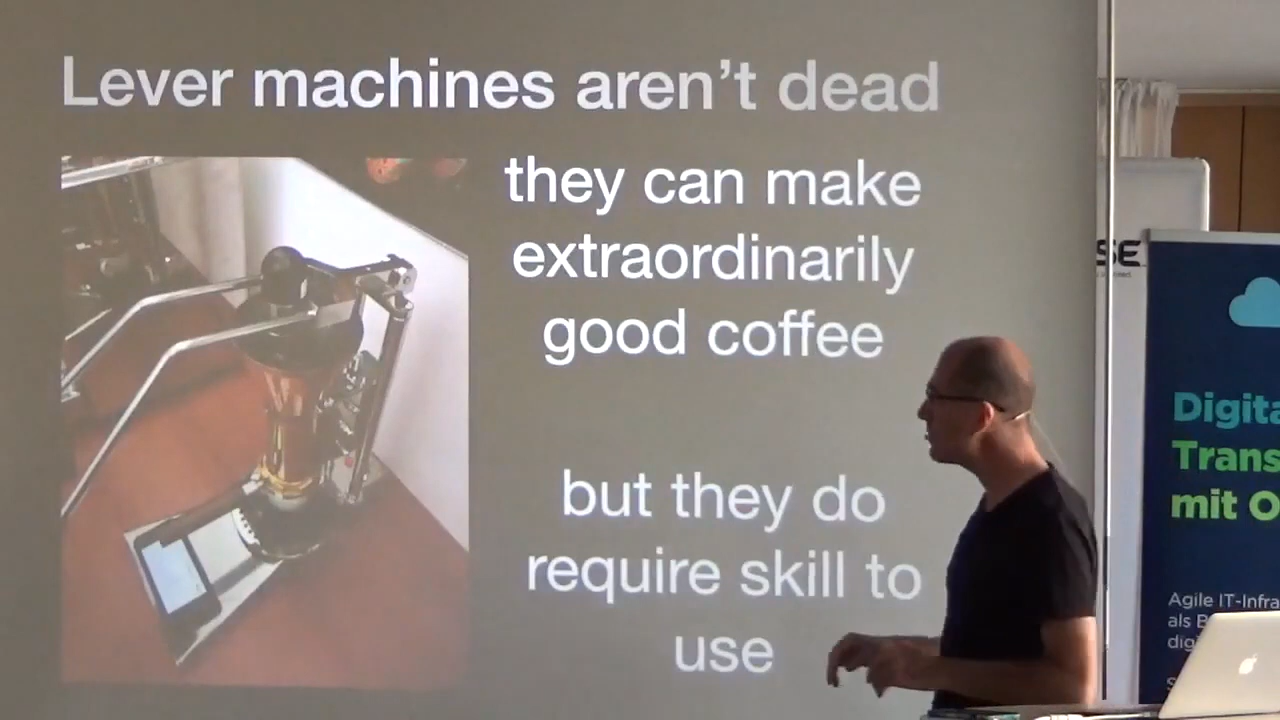 Lever machines aren't dead
they can make
extraordinarily
good coffee
but they do
require skill to
use
SE
Digita
Trans
mit O
Agile IT-Infra
als B
digi